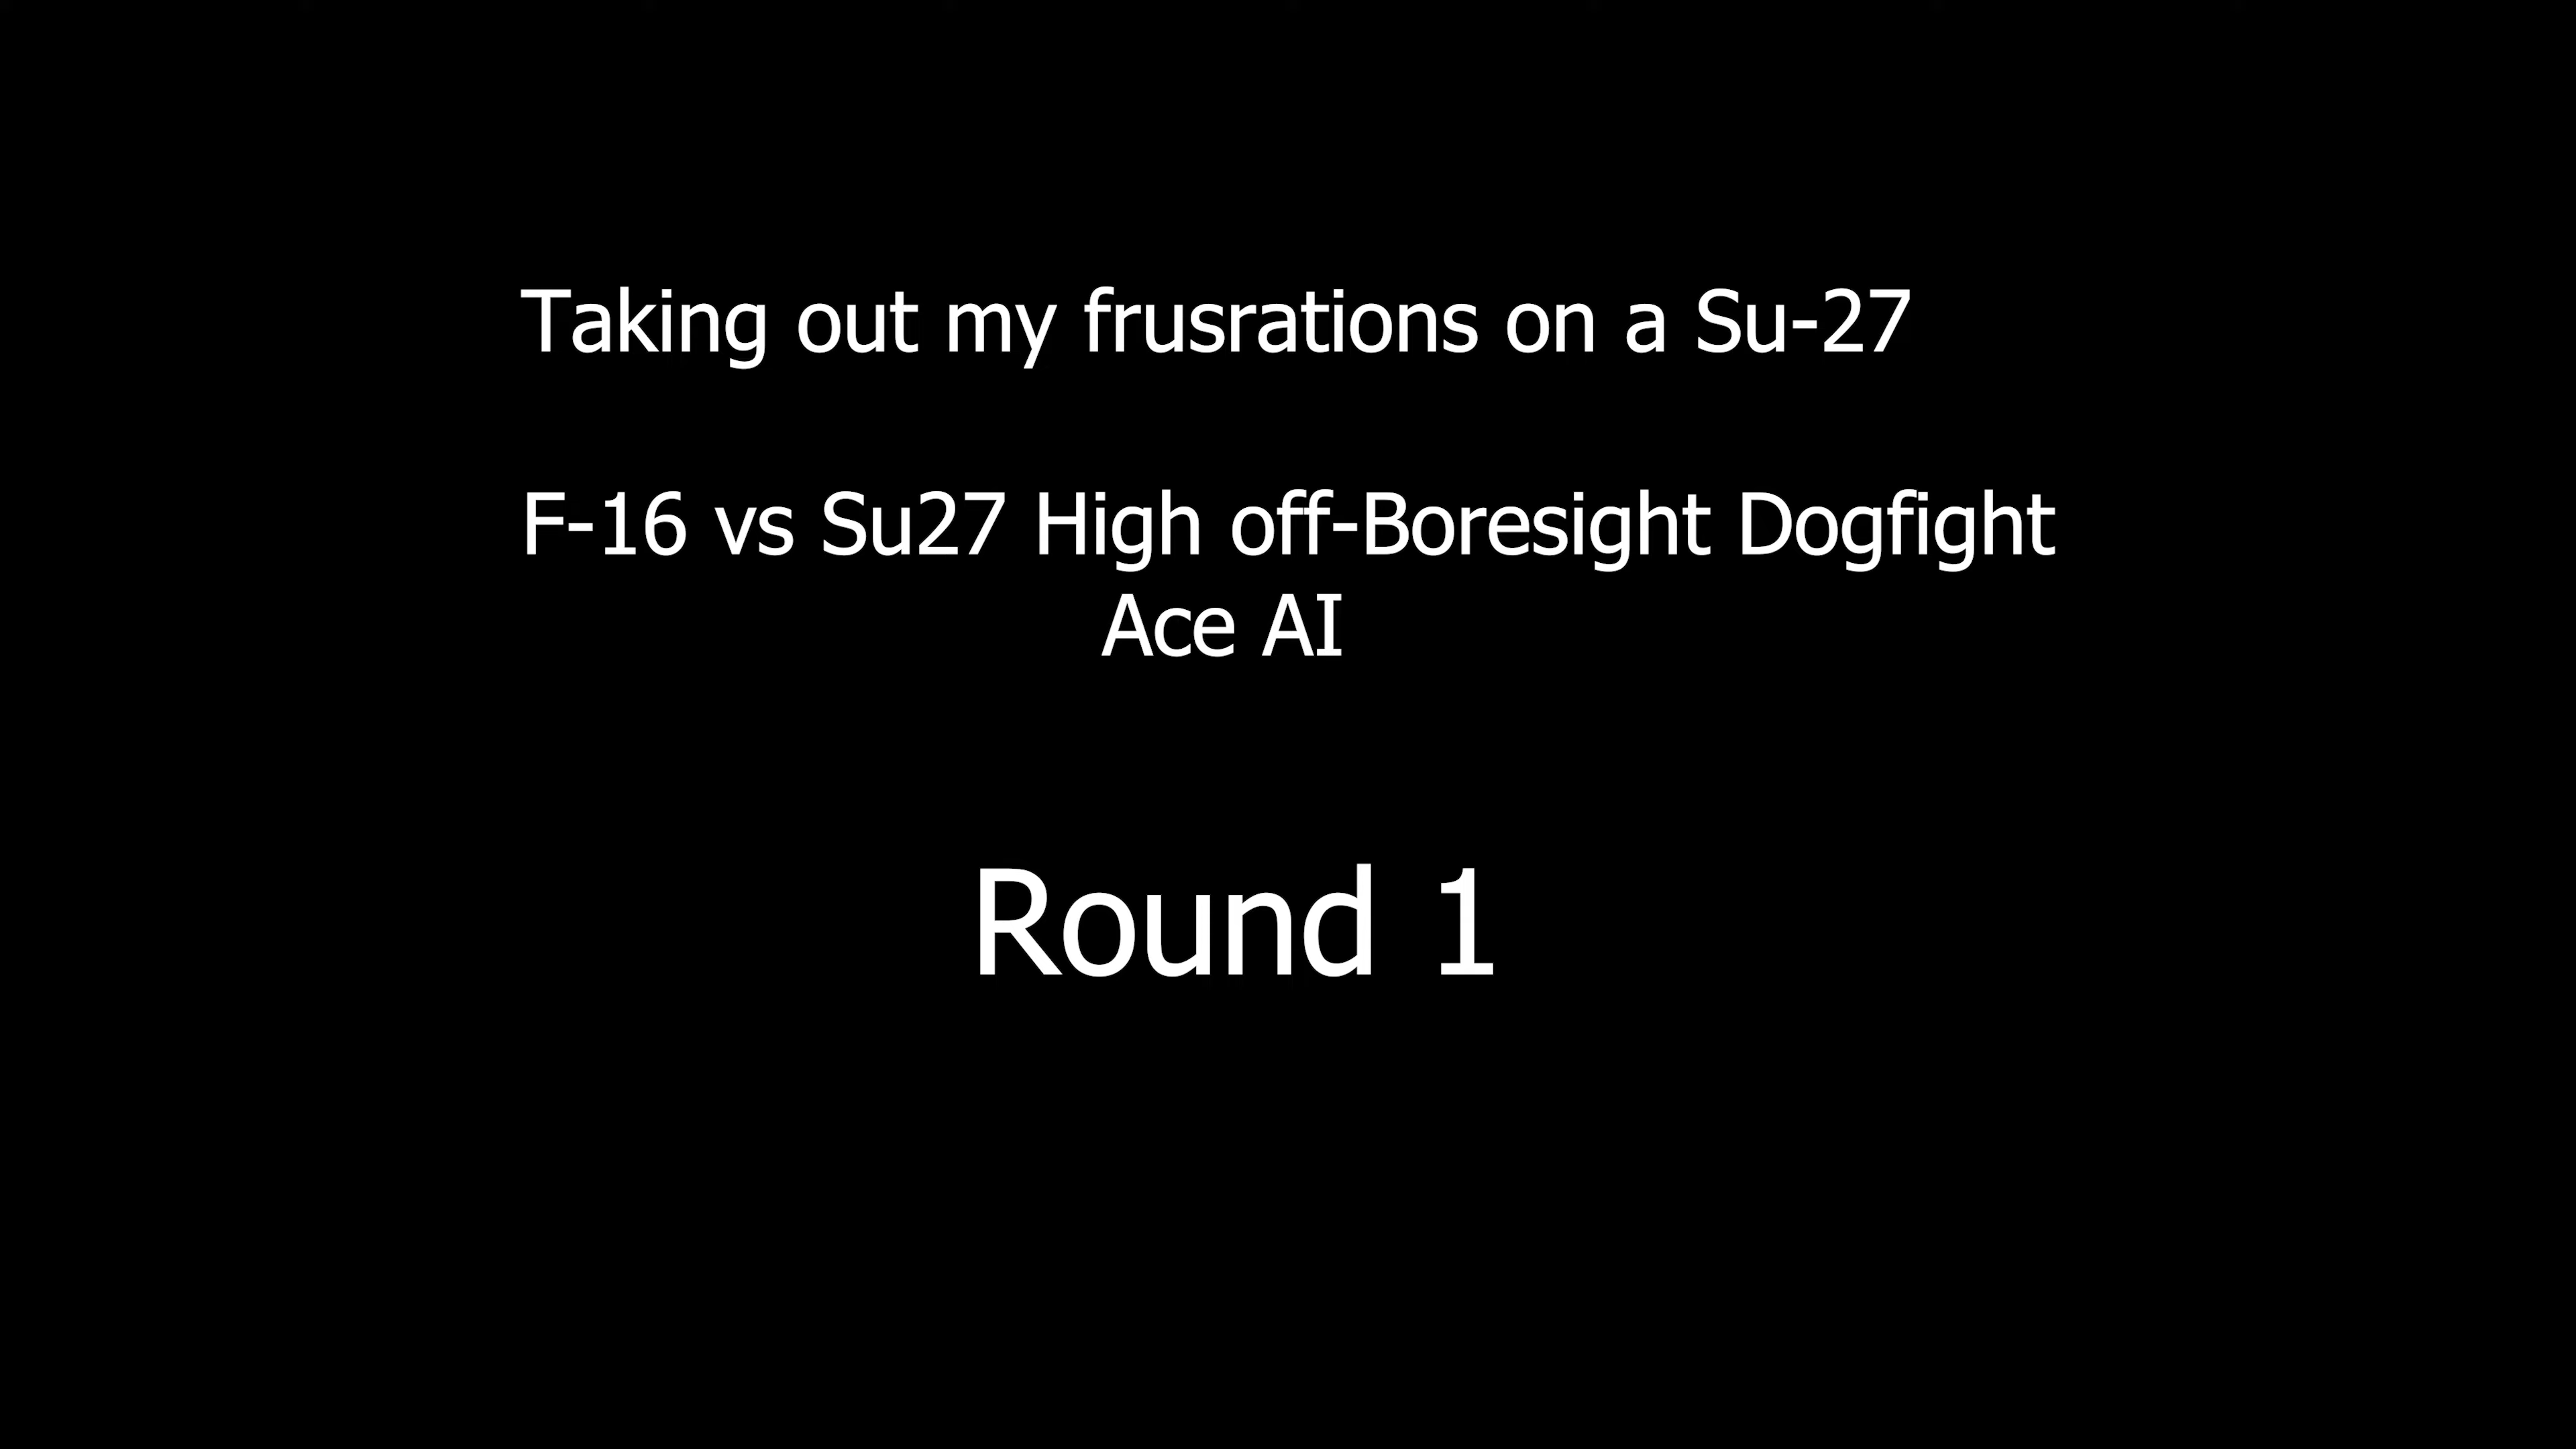 Taking out my frusrations on a Su-27
F-16 vs Su27 High off-Boresight Dogfight
Ace AI
Round 1